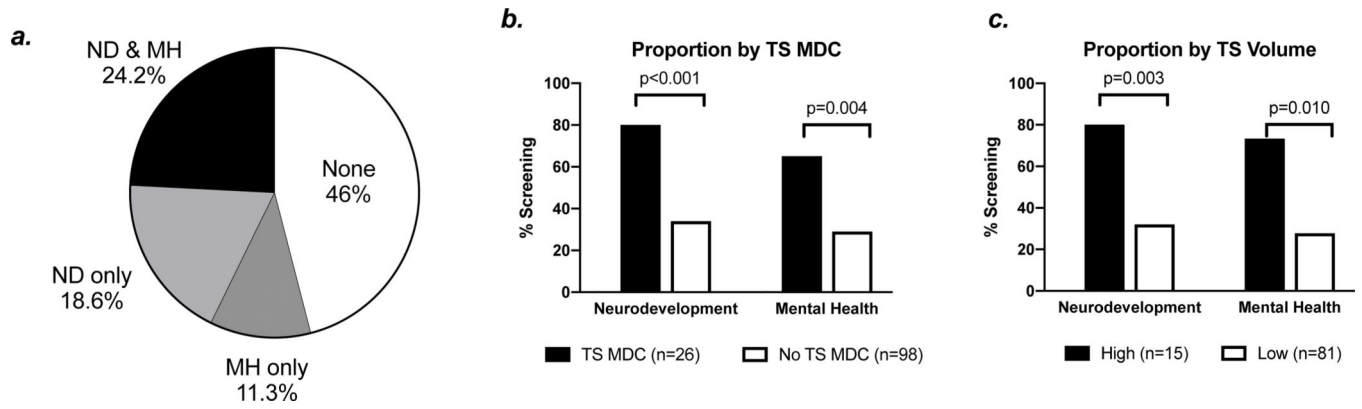 a.
ND & MH
24.2%
None
46%
ND only
18.6%
MH only
11.3%
b.
Proportion by TS MDC
% Screening
100
80
60
40
20
0
p<0.001
p=0.004
Neurodevelopment Mental Health
TS MDC (n=26) No TS MDC (n=98)
c.
Proportion by TS Volume
% Screening
100
80
60
40
20
0
p=0.003
p=0.010
Neurodevelopment Mental Health
High (n=15) Low (n=81)